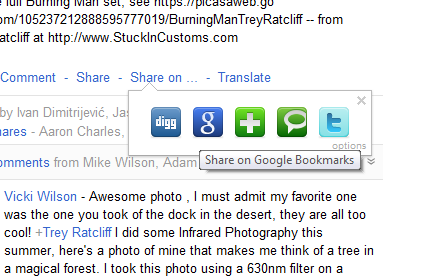 e full Burning Man set, see https://picasaweb.go
om/105237212888595777019/BurningManTreyRatcliff -- from
atcliff at http://www.StuckInCustoms.com
Comment - Share - Share on ... - Translate
by Ivan Dimitrijević, Jas
nares - Aaron Charles,
digg g
options
Share on Google Bookmarks
omments from Mike Wilson, Adam
Vicki Wilson - Awesome photo , I must admit my favorite one
was the one you took of the dock in the desert, they are all too
cool! +Trey Ratcliff I did some Infrared Photography this
summer, here's a photo of mine that makes me think of a tree in
a magical forest. I took this photo using a 630nm filter on a